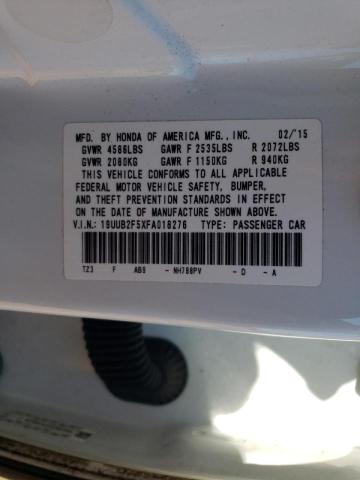 MFD. BY HONDA OF AMERICA MFG., INC. 02/'15
GVWR 4586LBS GAWR F 2535LBS R 2072LBS
GVWR 2080KG GAWR F 1150KG R 940KG
THIS VEHICLE CONFORMS TO ALL APPLICABLE
FEDERAL MOTOR VEHICLE SAFETY, BUMPER,
AND THEFT PREVENTION STANDARDS IN EFFECT
ON THE DATE OF MANUFACTURE SHOWN ABOVE.
V.I.N.: 19UUB2F5XFA018276 TYPE: PASSENGER CAR
TZ3 F AB9 - NH788PV - D - A